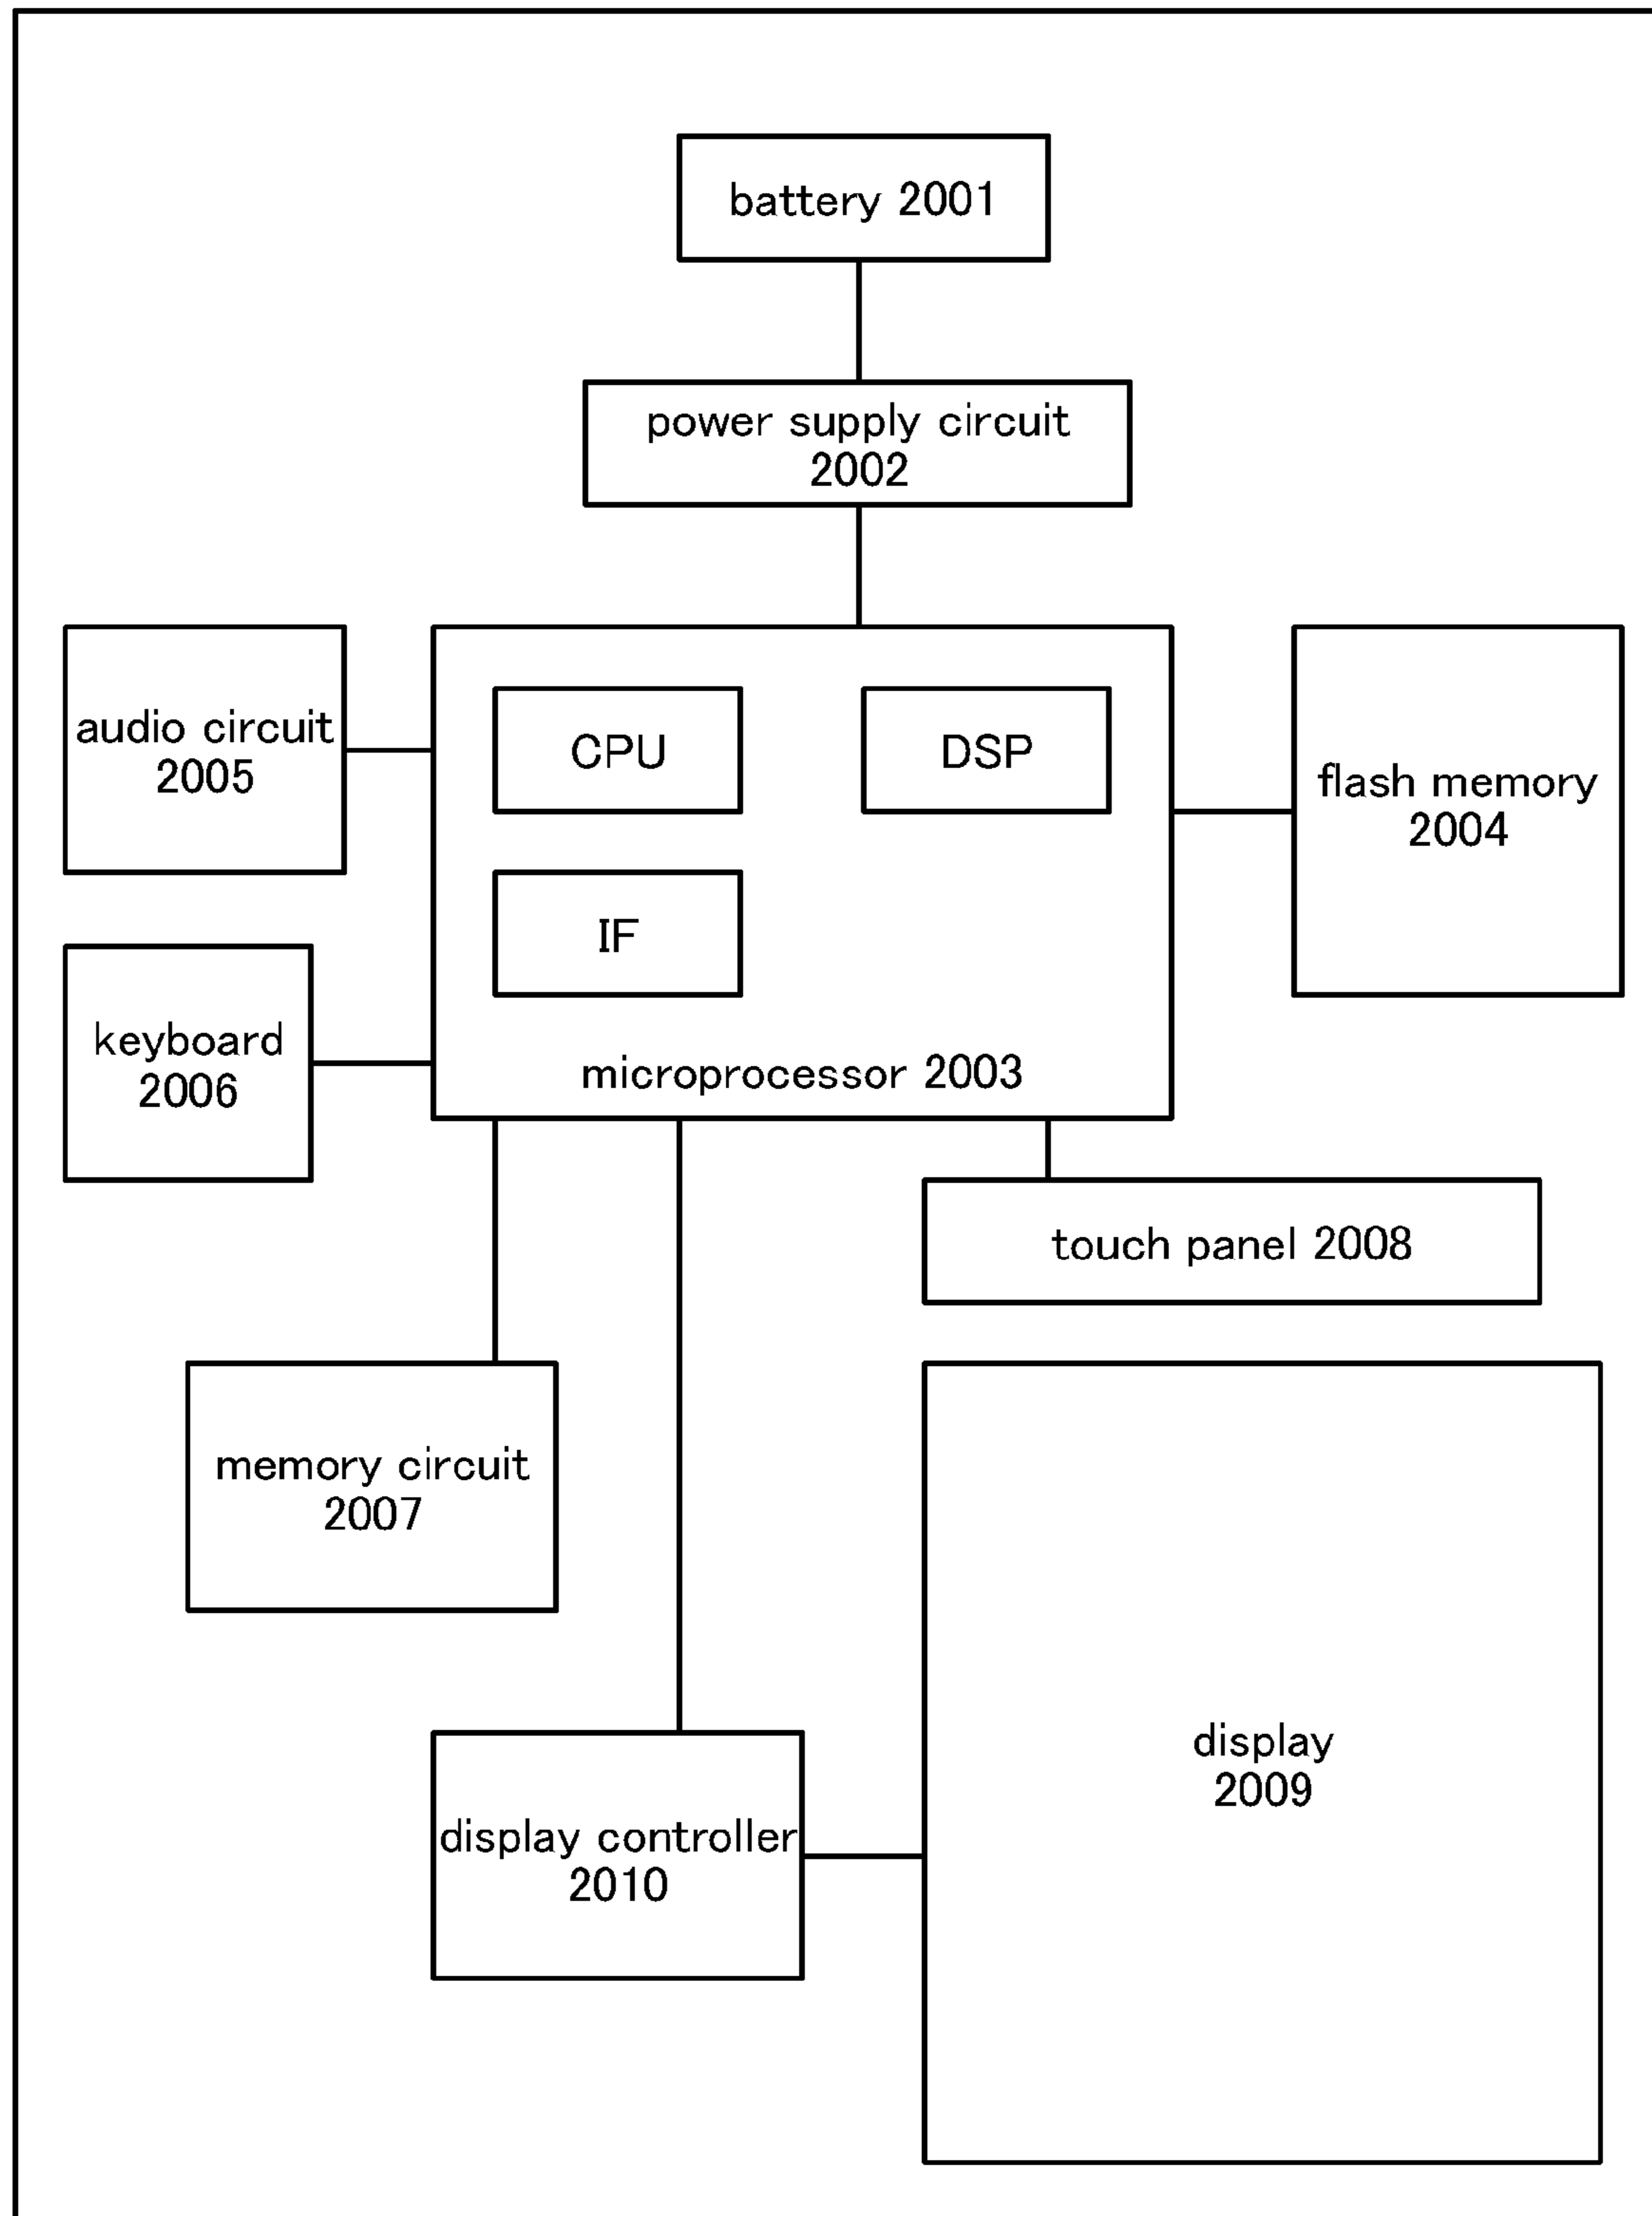 battery 2001
power supply circuit
2002
audio circuit
2005
CPU
DSP
flash memory
2004
IF
keyboard
2006
microprocessor 2003
touch panel 2008
memory circuit
2007
display
2009
display controller
2010